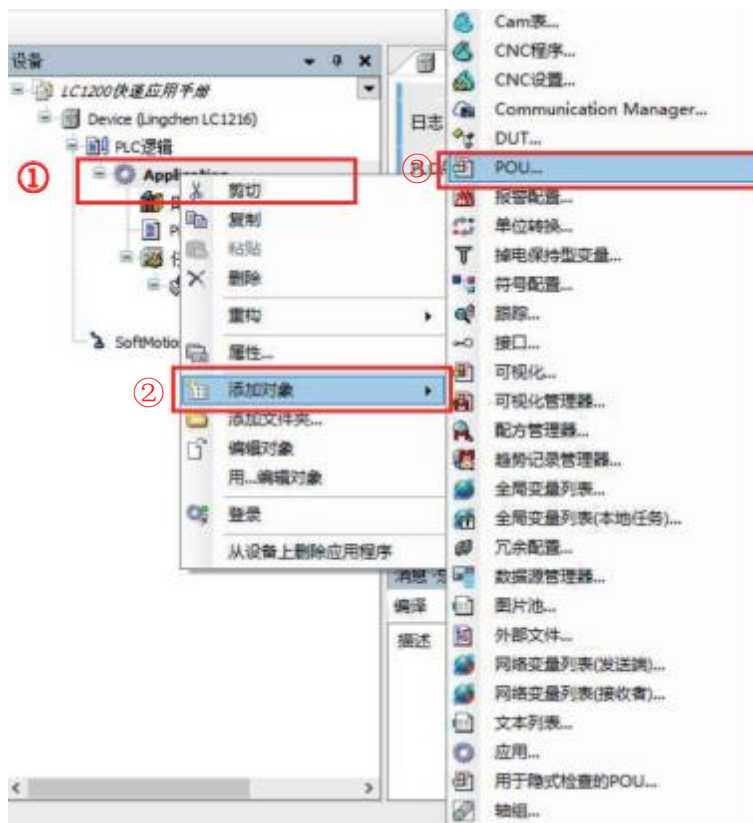 设备
LC1200快速应用手册
Device (Lingchen LC1216)
PLC逻辑
①
Application
日志
剪切
复制
粘贴
删除
重构
SoftMotio
属性...
②
添加对象
添加文件夹...
编辑对象
用...编辑对象
登录
从设备上删除应用程序
编译
描述
Cam表...
CNC程序...
CNC设置...
Communication Manager...
DUT...
③
POU...
报警配置...
单位转换...
掉电保持型变量...
符号配置...
跟踪...
接口...
可视化...
可视化管理器...
配方管理器...
趋势记录管理器...
全局变量列表...
全局变量列表(本地任务)...
冗余配置...
数据源管理器...
图片池...
外部文件...
网络变量列表(发送端)...
网络变量列表(接收者)...
文本列表...
应用...
用于隐式检查的POU...
轴组...